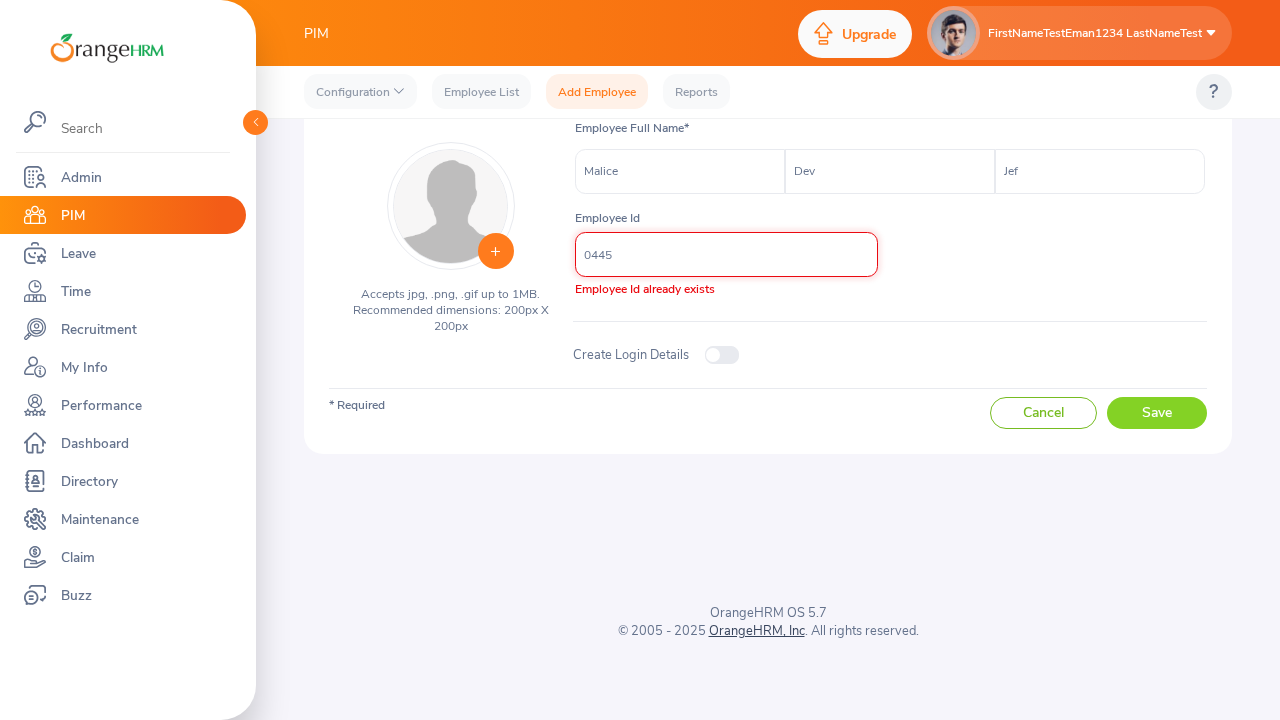 OrangeHRM
PIM
Upgrade
FirstNameTestEman1234 LastNameTest
Configuration
Employee List
Add Employee
Reports
?
Search
Admin
PIM
Leave
Time
Recruitment
My Info
Performance
Dashboard
Directory
Maintenance
Claim
Buzz
Employee Full Name*
Malice
Dev
Jef
Employee Id
0445
Employee Id already exists
Accepts jpg, .png, .gif up to 1MB.
Recommended dimensions: 200px X
200px
Create Login Details
* Required
Cancel
Save
OrangeHRM OS 5.7
© 2005 - 2025 OrangeHRM, Inc. All rights reserved.